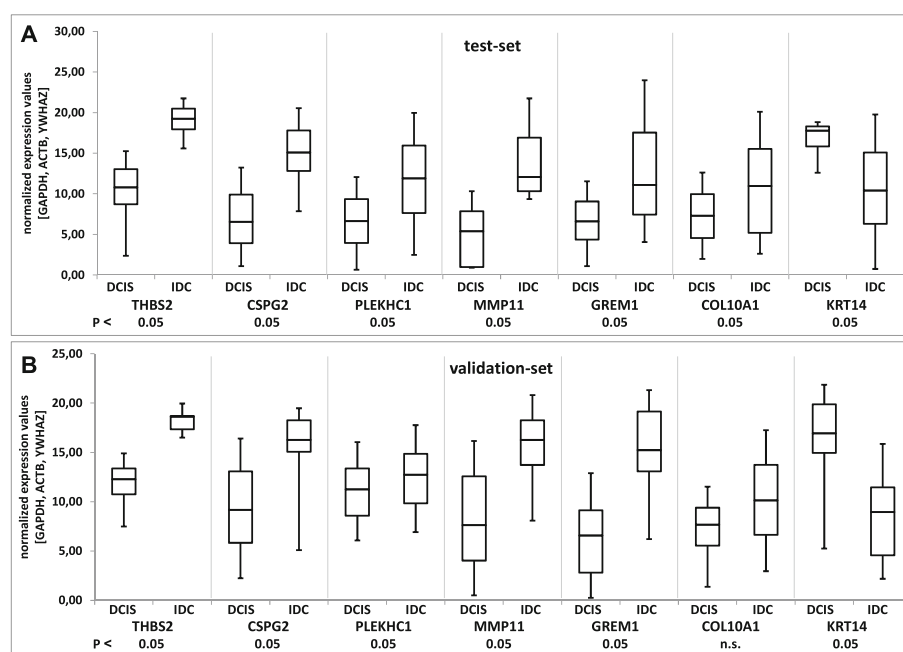 A
test-set
normalized expression values
[GAPDH, ACTB, YWHAZ]
30,00
25,00
20,00
15,00
10,00
5,00
0,00
DCIS IDC DCIS IDC DCIS IDC DCIS IDC DCIS IDC DCIS IDC DCIS IDC
THBS2 CSPG2 PLEKHC1 MMP11 GREM1 COL10A1 KRT14
P < 0.05 0.05 0.05 0.05 0.05 0.05 0.05
B
validation-set
normalized expression values
[GAPDH, ACTB, YWHAZ]
25,00
20,00
15,00
10,00
5,00
0,00
DCIS IDC DCIS IDC DCIS IDC DCIS IDC DCIS IDC DCIS IDC DCIS IDC
THBS2 CSPG2 PLEKHC1 MMP11 GREM1 COL10A1 KRT14
P < 0.05 0.05 0.05 0.05 0.05 n.s. 0.05